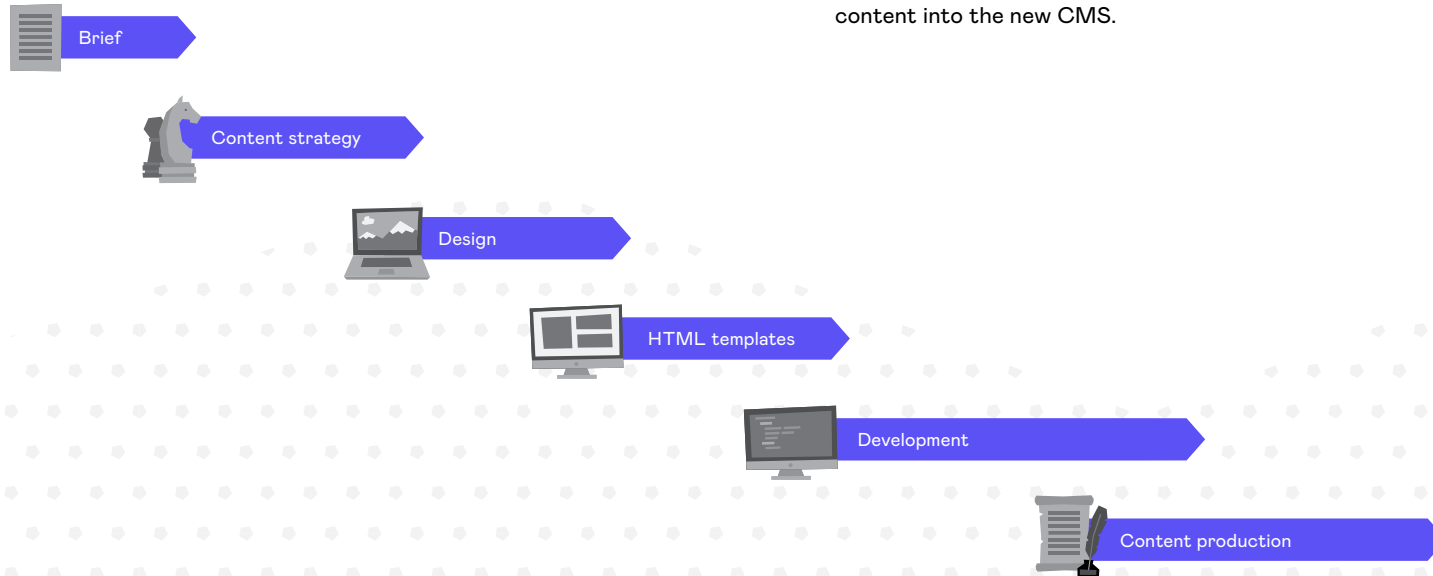 content into the new CMS.
Brief
Content strategy
Design
HTML templates
Development
Content production